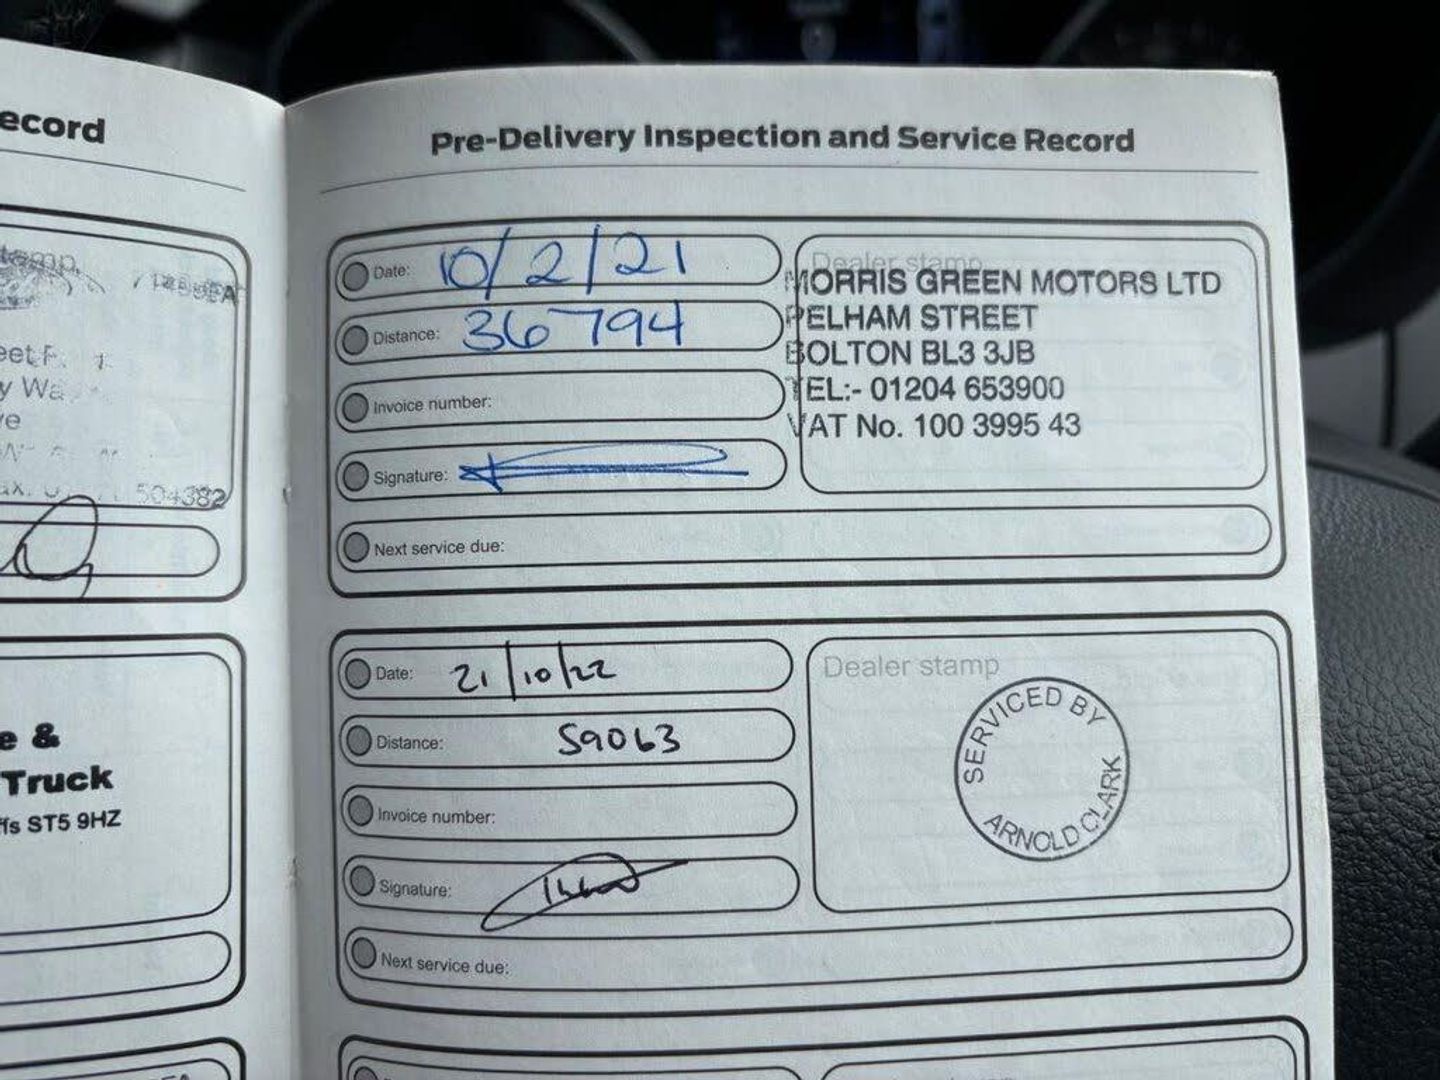 ecord
504382
e &
Truck
ffs ST5 9HZ
Pre-Delivery Inspection and Service Record
Date: 10/2/21
Distance: 36794
Invoice number:
Signature:
Next service due:
Dealer stamp
MORRIS GREEN MOTORS LTD
PELHAM STREET
BOLTON BL3 3JB
TEL:- 01204 653900
VAT No. 100 3995 43
Date: 21/10/22
Distance: 59063
Invoice number:
Signature:
Next service due:
Dealer stamp
SERVICED BY
ARNOLD CLARK